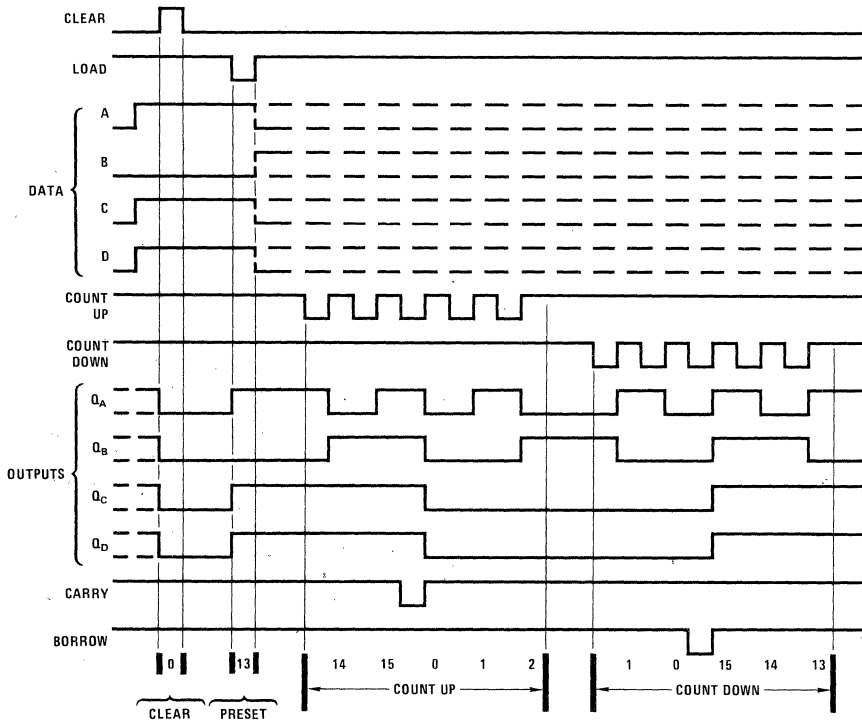 CLEAR
LOAD
A
B
DATA
C
D
COUNT
UP
COUNT
DOWN
QA
QB
OUTPUTS
QC
QD
CARRY
BORROW
0 13 14 15 0 1 2 1 0 15 14 13
COUNT UP COUNT DOWN
CLEAR PRESET